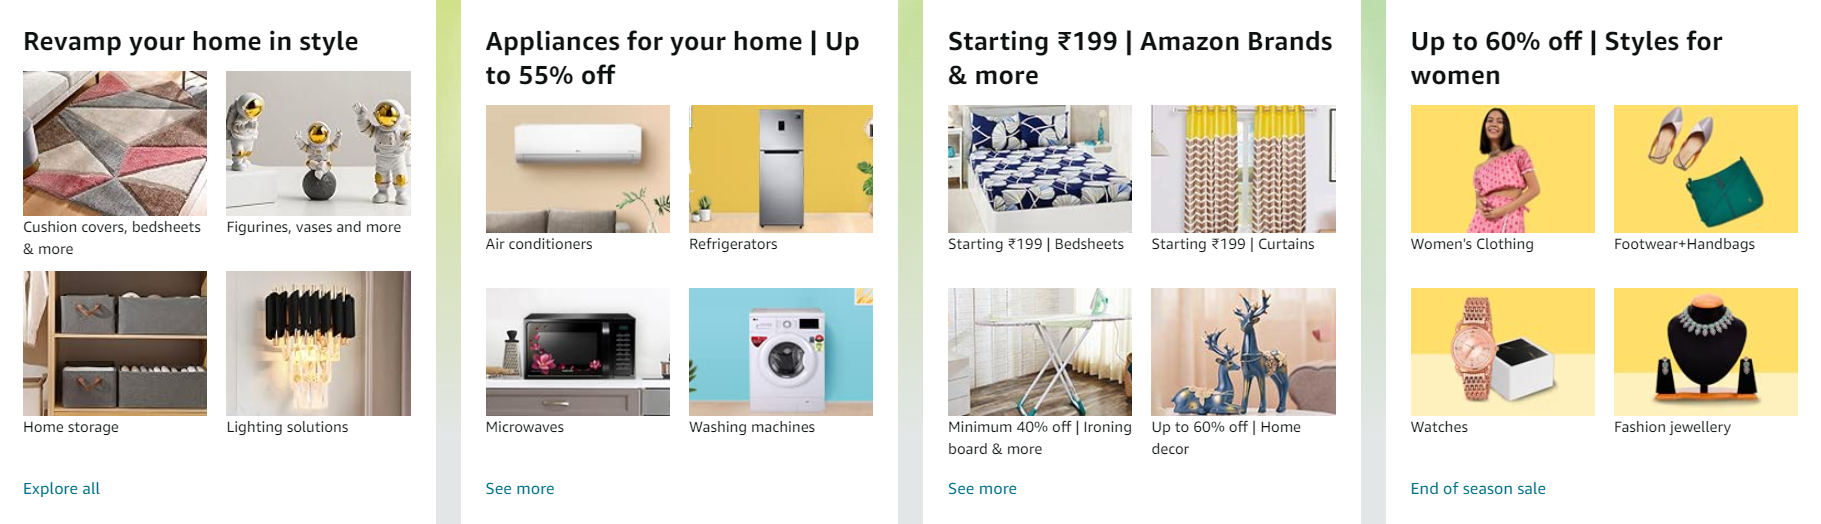 Revamp your home in style
Cushion covers, bedsheets
& more
Figurines, vases and more
Home storage
Lighting solutions
Explore all
Appliances for your home | Up
to 55% off
Air conditioners
Refrigerators
Microwaves
Washing machines
See more
Starting ₹199 | Amazon Brands
& more
Starting ₹199 | Bedsheets
Starting ₹199 | Curtains
Minimum 40% off | Ironing
board & more
Up to 60% off | Home
decor
See more
Up to 60% off | Styles for
women
Women's Clothing
Footwear+Handbags
Watches
Fashion jewellery
End of season sale